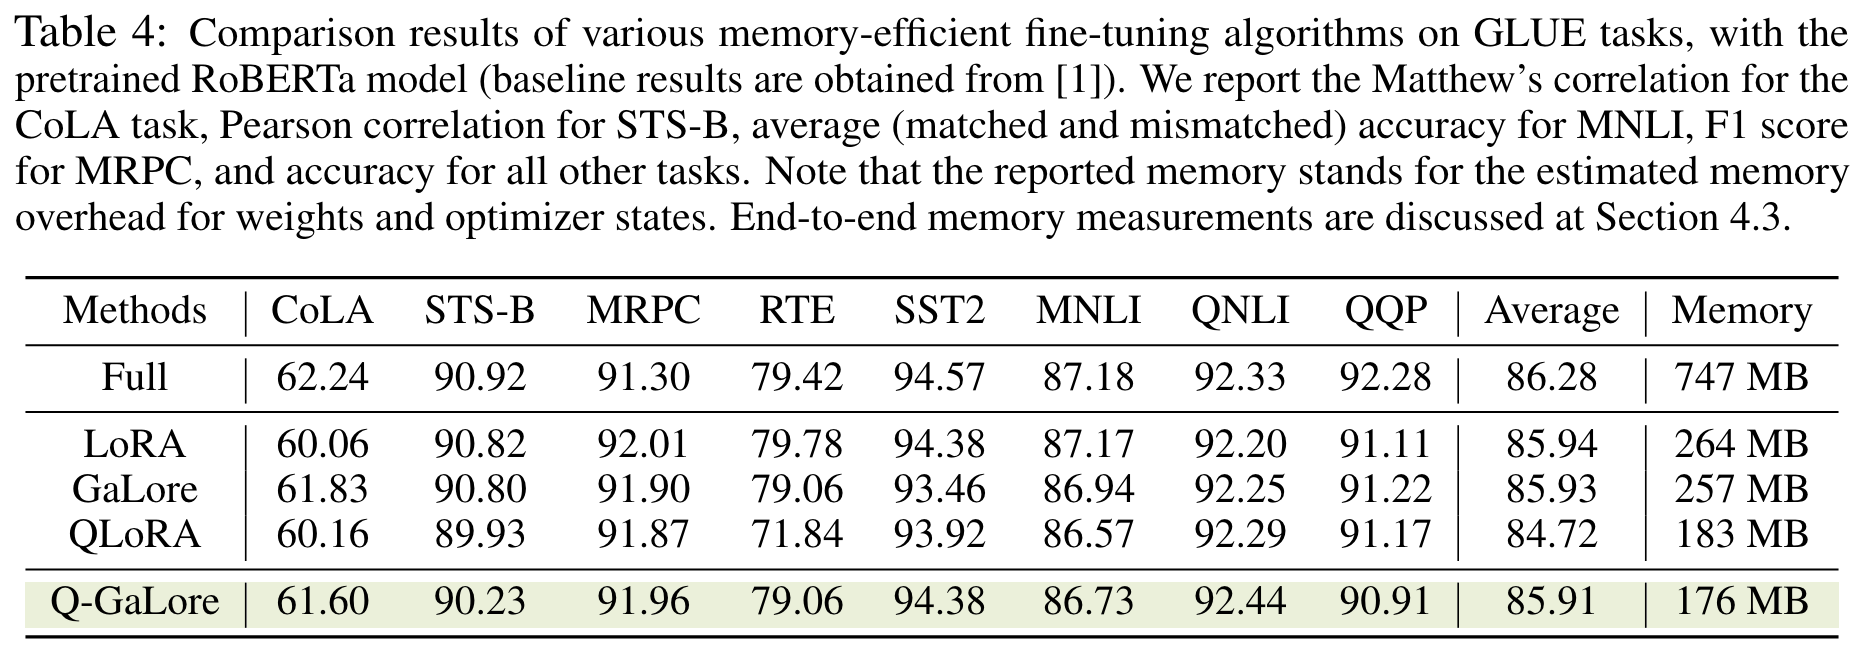 Table 4: Comparison results of various memory-efficient fine-tuning algorithms on GLUE tasks, with the
pretrained RoBERTa model (baseline results are obtained from [1]). We report the Matthew's correlation for the
CoLA task, Pearson correlation for STS-B, average (matched and mismatched) accuracy for MNLI, F1 score
for MRPC, and accuracy for all other tasks. Note that the reported memory stands for the estimated memory
overhead for weights and optimizer states. End-to-end memory measurements are discussed at Section 4.3.
Methods CoLA STS-B MRPC RTE SST2 MNLI QNLI QQP Average Memory
Full 62.24 90.92 91.30 79.42 94.57 87.18 92.33 92.28 86.28 747 MB
LoRA 60.06 90.82 92.01 79.78 94.38 87.17 92.20 91.11 85.94 264 MB
GaLore 61.83 90.80 91.90 79.06 93.46 86.94 92.25 91.22 85.93 257 MB
QLoRA 60.16 89.93 91.87 71.84 93.92 86.57 92.29 91.17 84.72 183 MB
Q-GaLore 61.60 90.23 91.96 79.06 94.38 86.73 92.44 90.91 85.91 176 MB